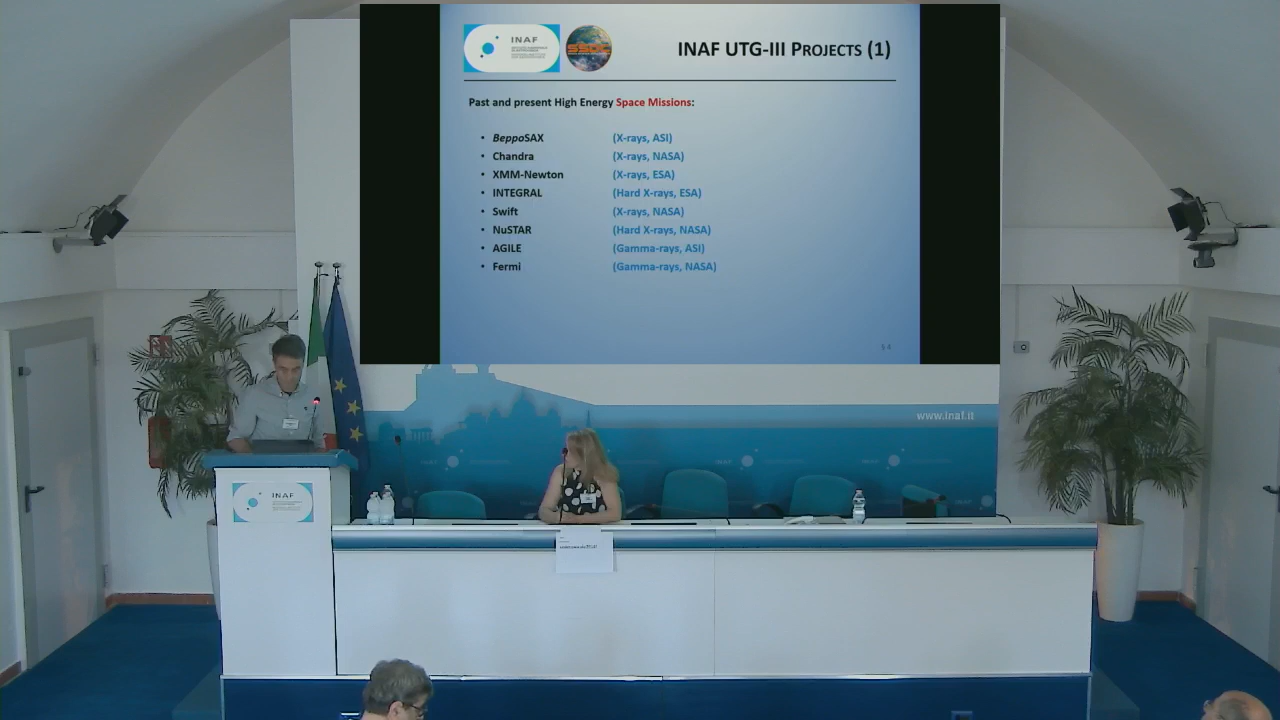 INAF
SSDC
INAF UTG-III PROJECTS (1)
Past and present High Energy Space Missions:
• BeppoSAX (X-rays, ASI)
• Chandra (X-rays, NASA)
• XMM-Newton (X-rays, ESA)
• INTEGRAL (Hard X-rays, ESA)
• Swift (X-rays, NASA)
• NuSTAR (Hard X-rays, NASA)
• AGILE (Gamma-rays, ASI)
• Fermi (Gamma-rays, NASA)
www.inaf.it
INAF